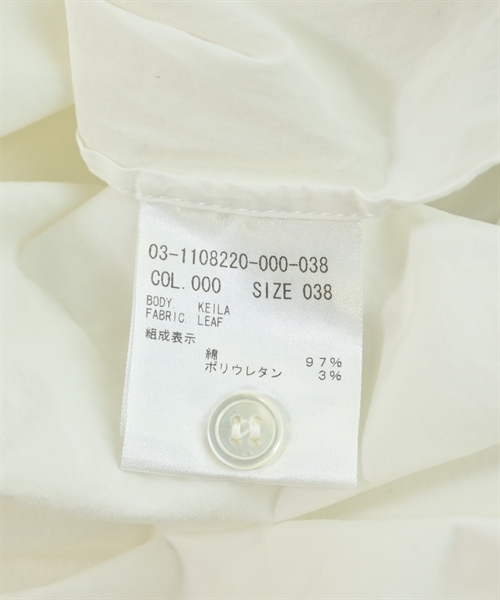 03-1108220-000-038
COL.000 SIZE 038
BODY. KEILA
FABRIC. LEAF
組成表示
綿 97%
ポリウレタン 3%